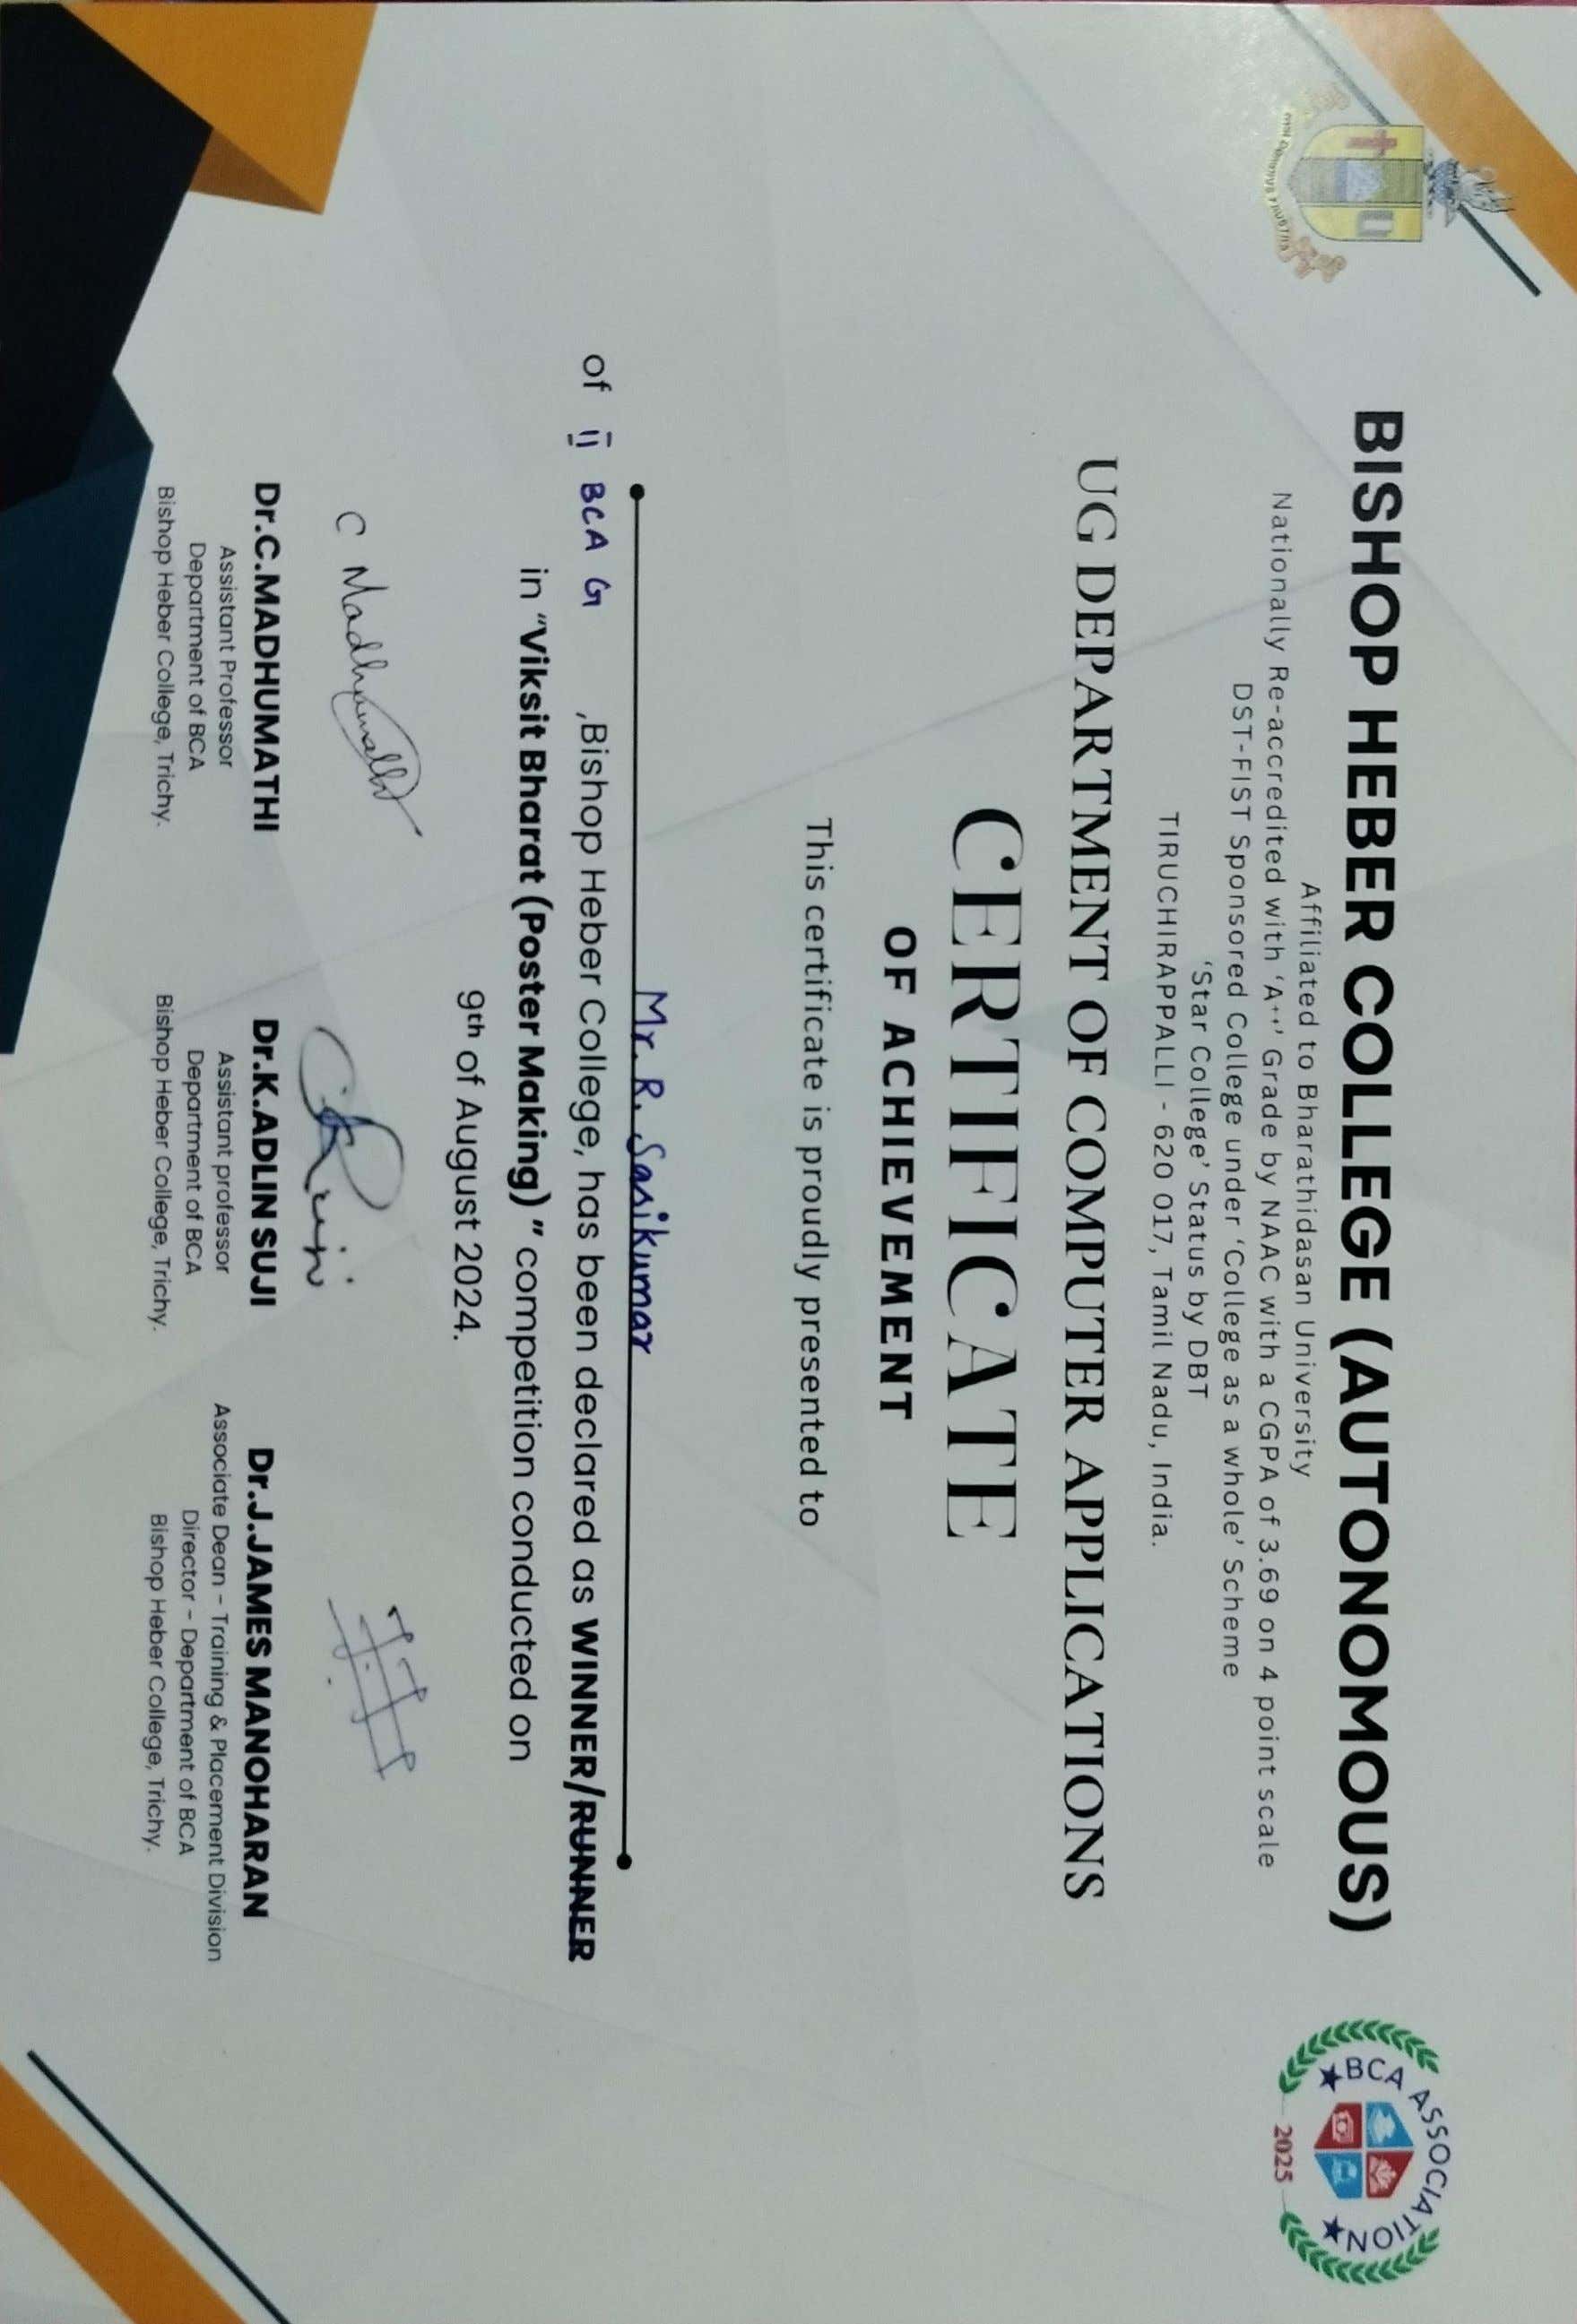 BISHOP HEBER COLLEGE (AUTONOMOUS)
Affiliated to Bharathidasan University
Nationally Re-accredited with ‘A++’ Grade by NAAC with a CGPA of 3.69 on 4 point scale
DST-FIST Sponsored College under ‘College as a whole’ Scheme
‘Star College’ Status by DBT
TIRUCHIRAPPALLI - 620 017, Tamil Nadu, India.
BCA ASSOCIATION
2025
UG DEPARTMENT OF COMPUTER APPLICATIONS
CERTIFICATE
OF ACHIEVEMENT
This certificate is proudly presented to
Mr. R. Sasikumar
of II BCA G ,Bishop Heber College, has been declared as WINNER/RUNNER
in “Viksit Bharat (Poster Making) ” competition conducted on
9th of August 2024.
C Madhumathi
Dr.C.MADHUMATHI
Assistant Professor
Department of BCA
Bishop Heber College, Trichy.
Dr.K.ADLIN SUJI
Assistant professor
Department of BCA
Bishop Heber College, Trichy.
Dr.J.JAMES MANOHARAN
Associate Dean - Training & Placement Division
Director - Department of BCA
Bishop Heber College, Trichy.